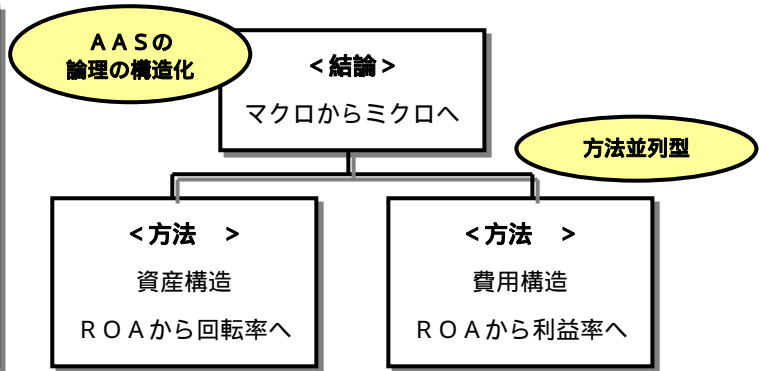 ＡＡＳの
論理の構造化
＜結論＞
マクロからミクロへ
方法並列型
＜方法　＞
資産構造
ＲＯＡから回転率へ
＜方法　＞
費用構造
ＲＯＡから利益率へ